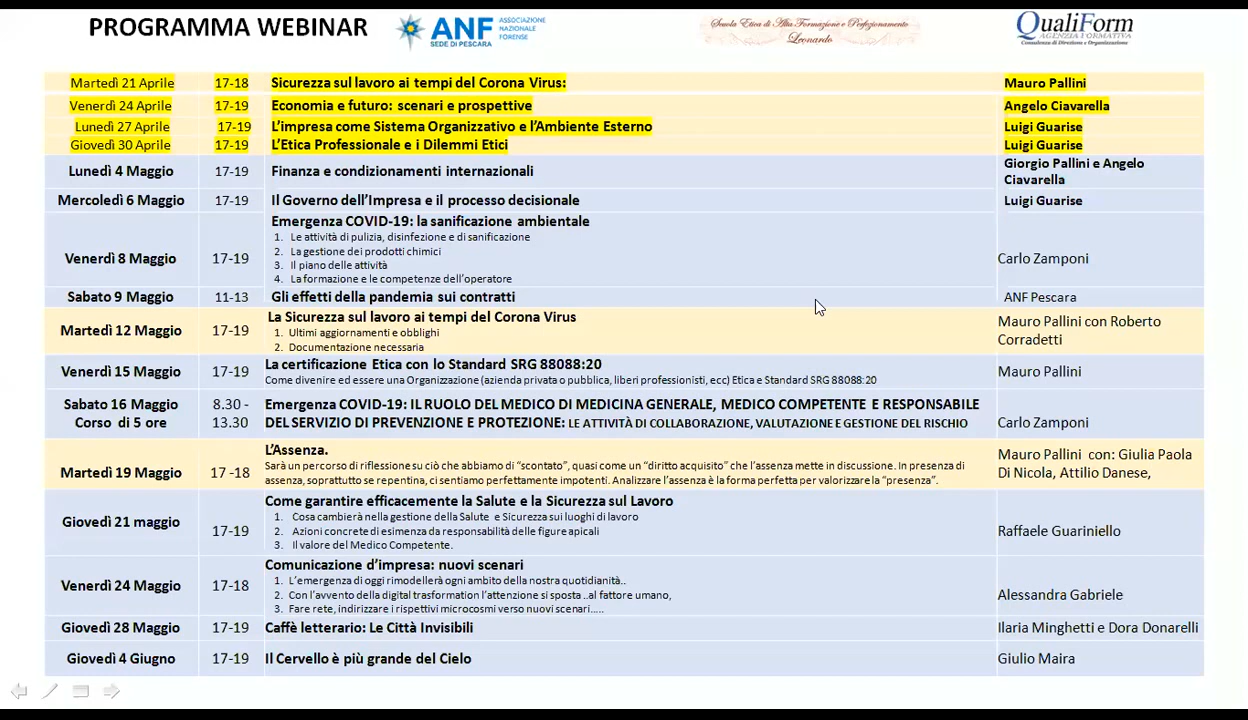 PROGRAMMA WEBINAR
ANF
SEDE DI PESCARA
ASSOCIAZIONE
NAZIONALE
FORENSE
Scuola Etica di Alta Formazione e Perfezionamento
Leonardo
QualiForm
AGENZIA FORMATIVA
Consulenza di Direzione e Organizzazione
Martedì 21 Aprile 17-18 Sicurezza sul lavoro ai tempi del Corona Virus: Mauro Pallini
Venerdì 24 Aprile 17-19 Economia e futuro: scenari e prospettive Angelo Ciavarella
Lunedì 27 Aprile 17-19 L'impresa come Sistema Organizzativo e l'Ambiente Esterno Luigi Guarise
Giovedì 30 Aprile 17-19 L'Etica Professionale e i Dilemmi Etici Luigi Guarise
Lunedì 4 Maggio 17-19 Finanza e condizionamenti internazionali Giorgio Pallini e Angelo
Ciavarella
Mercoledì 6 Maggio 17-19 Il Governo dell'Impresa e il processo decisionale Luigi Guarise
Emergenza COVID-19: la sanificazione ambientale
1. Le attività di pulizia, disinfezione e di sanificazione
2. La gestione dei prodotti chimici
Venerdì 8 Maggio 17-19 Carlo Zamponi
3. Il piano delle attività
4. La formazione e le competenze dell'operatore
Sabato 9 Maggio 11-13 Gli effetti della pandemia sui contratti ANF Pescara
La Sicurezza sul lavoro ai tempi del Corona Virus
Martedì 12 Maggio 17-19 1. Ultimi aggiornamenti e obblighi Mauro Pallini con Roberto
2. Documentazione necessaria Corradetti
La certificazione Etica con lo Standard SRG 88088:20
Venerdì 15 Maggio 17-19 Mauro Pallini
Come divenire ed essere una Organizzazione (azienda privata o pubblica, liberi professionisti, ecc) Etica e Standard SRG 88088:20
Sabato 16 Maggio 8.30 - Emergenza COVID-19: IL RUOLO DEL MEDICO DI MEDICINA GENERALE, MEDICO COMPETENTE E RESPONSABILE
Corso di 5 ore 13.30 DEL SERVIZIO DI PREVENZIONE E PROTEZIONE: LE ATTIVITÀ DI COLLABORAZIONE, VALUTAZIONE E GESTIONE DEL RISCHIO Carlo Zamponi
L'Assenza. Mauro Pallini con: Giulia Paola
Martedì 19 Maggio 17 -18 Sarà un percorso di riflessione su ciò che abbiamo di "scontato", quasi come un "diritto acquisito" che l'assenza mette in discussione. In presenza di Di Nicola, Attilio Danese,
assenza, soprattutto se repentina, ci sentiamo perfettamente impotenti. Analizzare l'assenza è la forma perfetta per valorizzare la "presenza".
Come garantire efficacemente la Salute e la Sicurezza sul Lavoro
Giovedì 21 maggio 1. Cosa cambierà nella gestione della Salute e Sicurezza sui luoghi di lavoro
17-19 2. Azioni concrete di esimenza da responsabilità delle figure apicali Raffaele Guariniello
3. Il valore del Medico Competente.
Comunicazione d'impresa: nuovi scenari
Venerdì 24 Maggio 17-18 1. L'emergenza di oggi rimodellerà ogni ambito della nostra quotidianità..
2. Con l'avvento della digital trasformation l'attenzione si sposta ..al fattore umano, Alessandra Gabriele
3. Fare rete, indirizzare i rispettivi microcosmi verso nuovi scenari.....
Giovedì 28 Maggio 17-19 Caffè letterario: Le Città Invisibili Ilaria Minghetti e Dora Donarelli
Giovedì 4 Giugno 17-19 Il Cervello è più grande del Cielo Giulio Maira